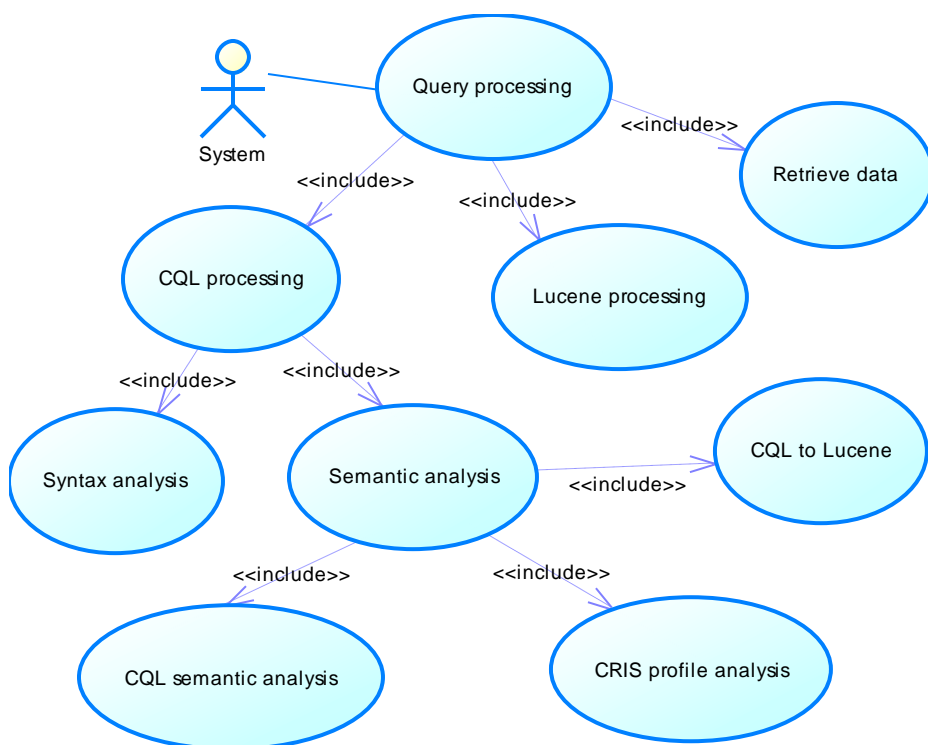 Query processing
<<include>>
System
Retrieve data
<<include>>
<<include>>
CQL processing
Lucene processing
<<include>>
<<include>>
CQL to Lucene
Syntax analysis
Semantic analysis
<<include>>
<<include>>
<<include>>
CQL semantic analysis
CRIS profile analysis